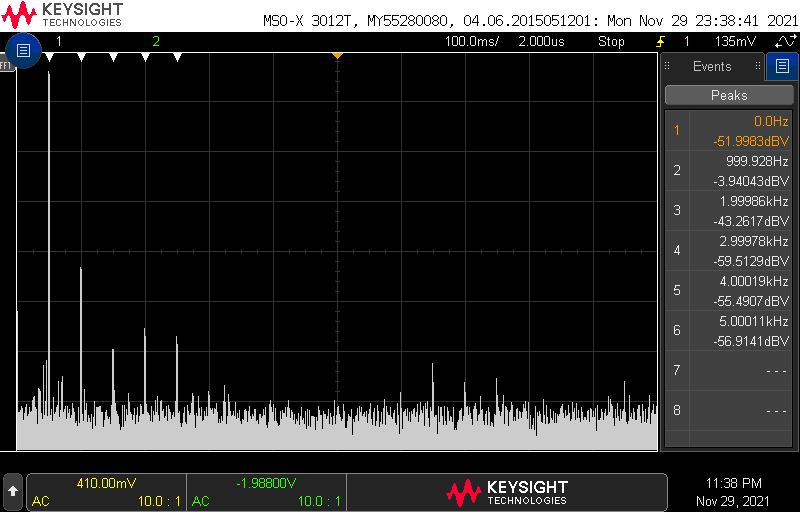 KEYSIGHT
TECHNOLOGIES
MSO-X 3012T, MY55280080, 04.06.2015051201: Mon Nov 29 23:38:41 2021
1 2 100.0ms/ 2.000us Stop 1 135mV
FFT
Events
Peaks
1 0.0Hz
-51.9983dBV
2 999.928Hz
-3.94043dBV
3 1.99986kHz
-43.2617dBV
4 2.99978kHz
-59.5129dBV
5 4.00019kHz
-55.4907dBV
6 5.00011kHz
-56.9141dBV
7 ---
8 ---
410.00mV
AC 10.0 : 1
-1.98800V
AC 10.0 : 1
KEYSIGHT
TECHNOLOGIES
11:38 PM
Nov 29, 2021